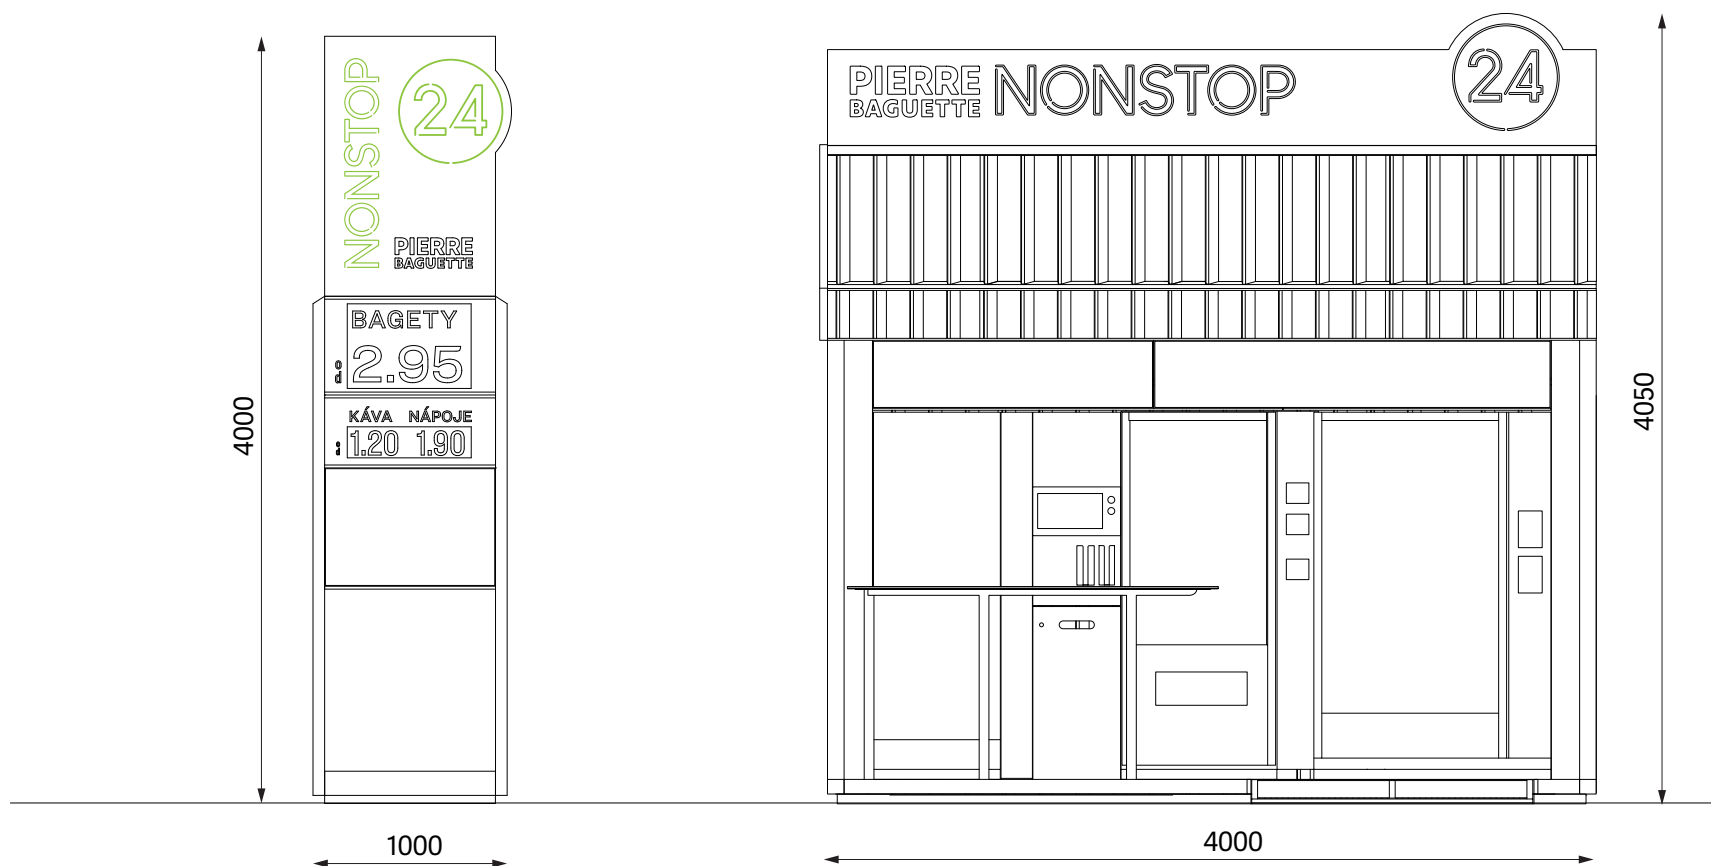 NONSTOP
24
PIERRE
BAGUETTE
BAGETY
od
2.95
KÁVA NÁPOJE
od
1.20 1.90
4000
1000
PIERRE
BAGUETTE
NONSTOP
24
4050
4000